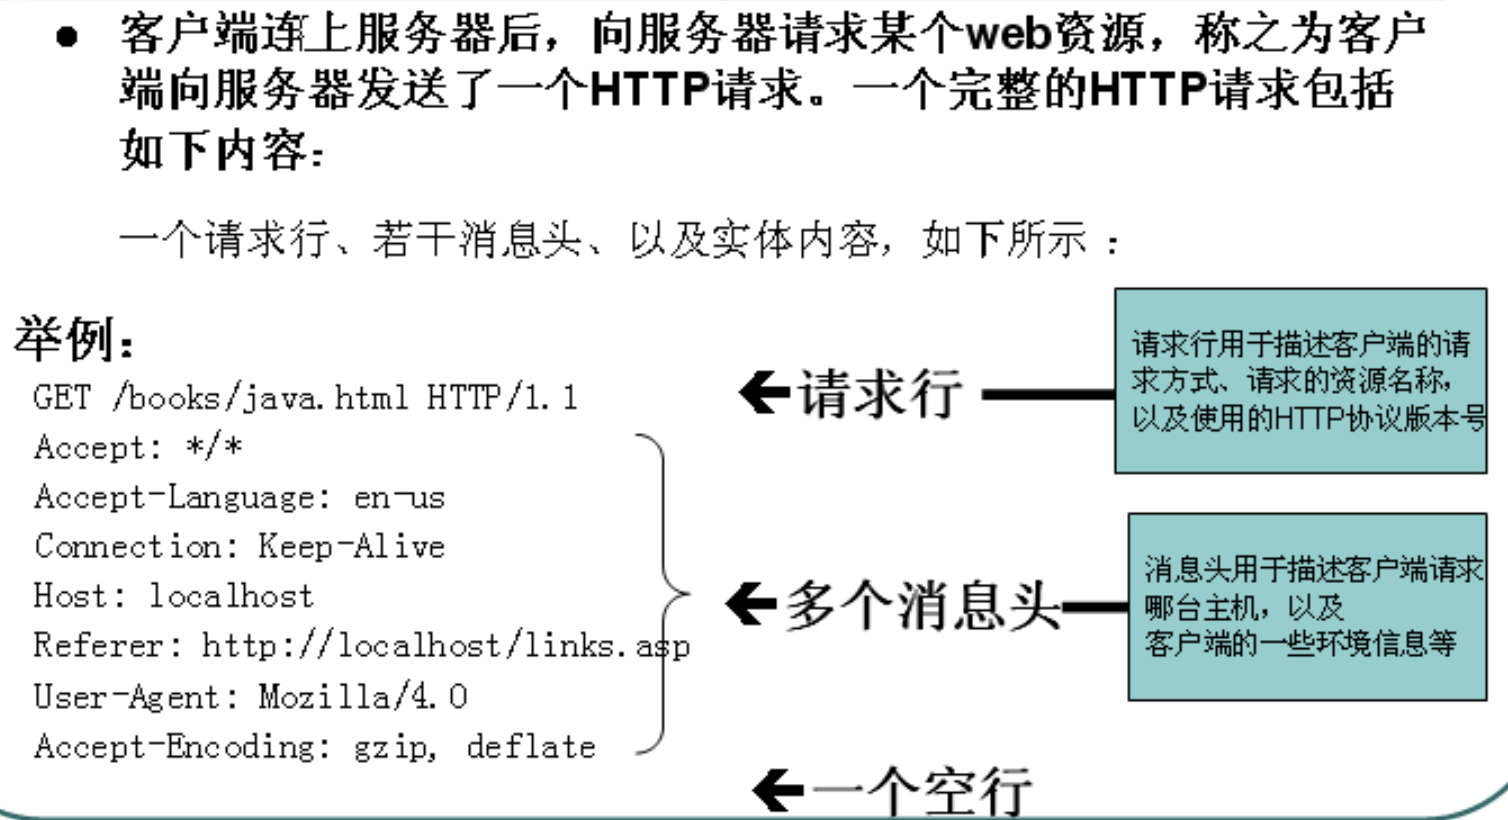 ● 客户端连上服务器后，向服务器请求某个web资源，称之为客户
端向服务器发送了一个HTTP请求。一个完整的HTTP请求包括
如下内容：
一个请求行、若干消息头、以及实体内容，如下所示：
举例：
GET /books/java.html HTTP/1.1
←请求行
请求行用于描述客户端的请
求方式、请求的资源名称，
以及使用的HTTP协议版本号
Accept: */*
Accept-Language: en-us
Connection: Keep-Alive
Host: localhost
Referer: http://localhost/links.asp
User-Agent: Mozilla/4.0
Accept-Encoding: gzip, deflate
←多个消息头
消息头用于描述客户端请求
哪台主机，以及
客户端的一些环境信息等
←一个空行